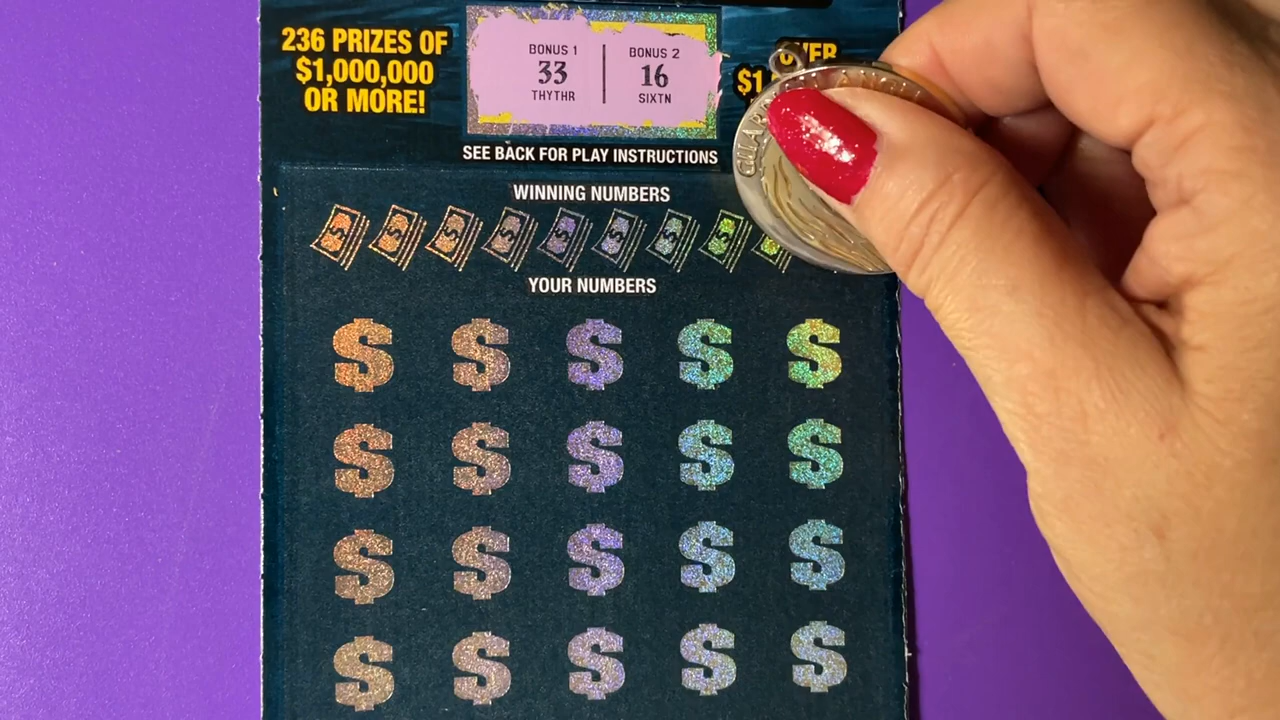 236 PRIZES OF
$1,000,000
OR MORE!
BONUS 1
33
THYTHR
BONUS 2
16
SIXTN
OVER
SEE BACK FOR PLAY INSTRUCTIONS
WINNING NUMBERS
YOUR NUMBERS
$ $ $ $ $
$ $ $ $ $
$ $ $ $ $
$ $ $ $ $